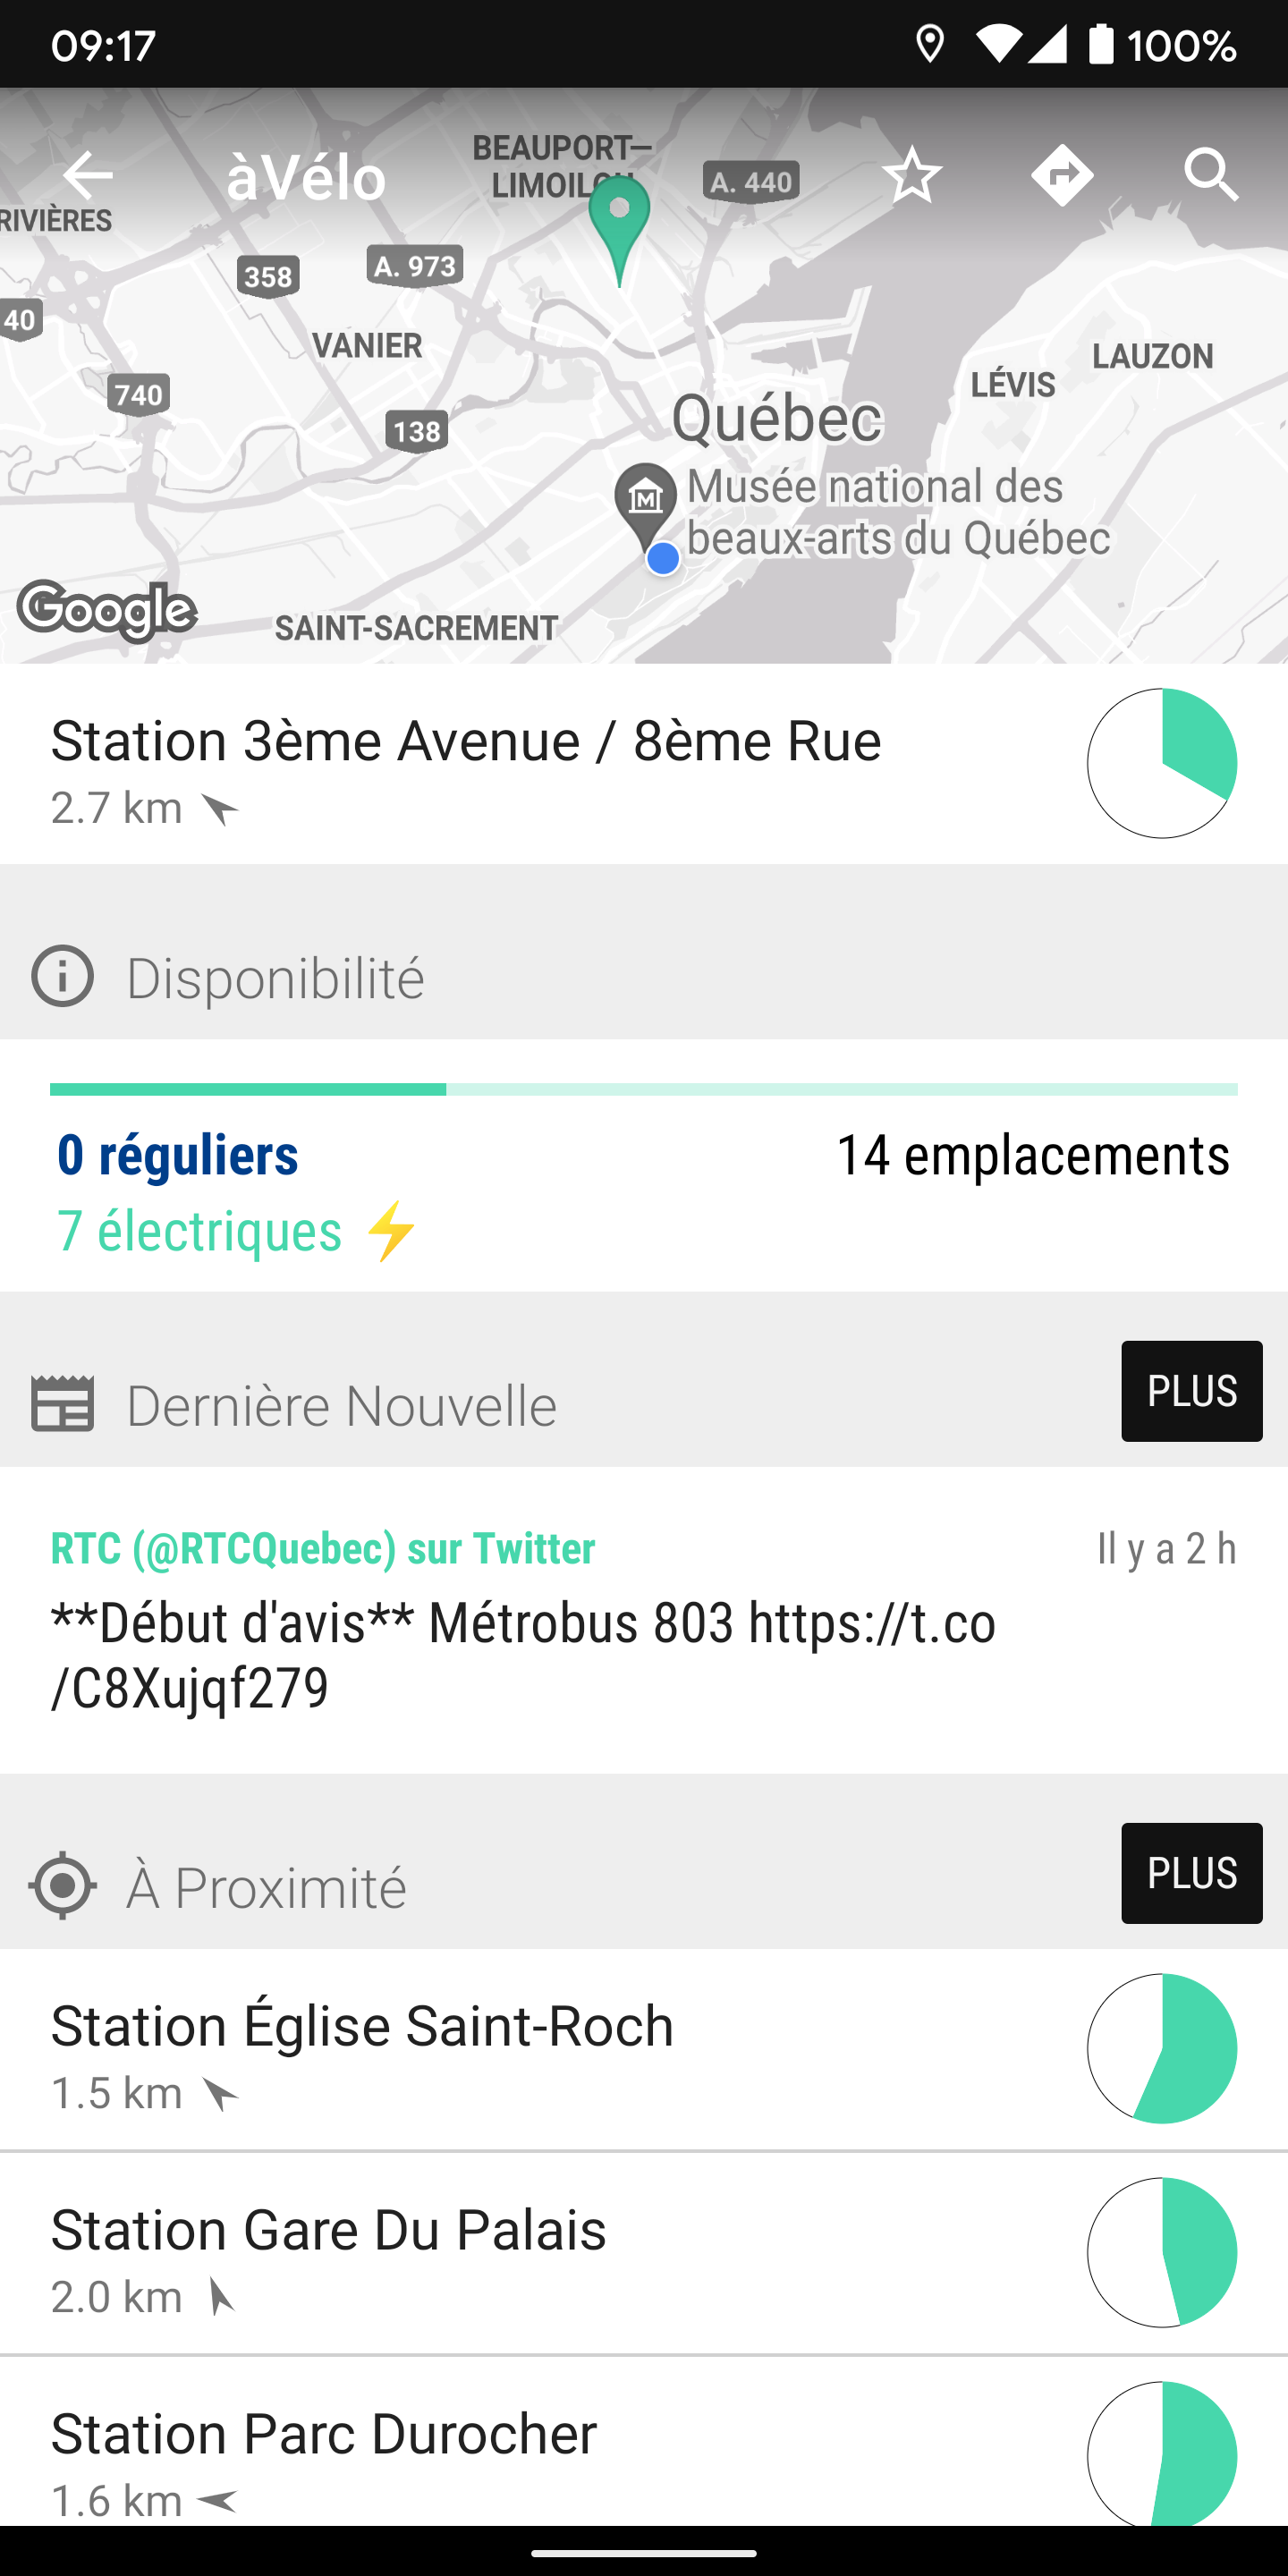 09:17
100%
àVélo
BEAUPORT—
A. 440
RIVIÈRES
358
A. 973
40
VANIER
LAUZON
LÉVIS
740
138
Québec
Musée national des
beaux-arts du Québec
Google
SAINT-SACREMENT
Station 3ème Avenue / 8ème Rue
2.7 km
Disponibilité
0 réguliers
14 emplacements
7 électriques ⚡
Dernière Nouvelle
PLUS
RTC (@RTCQuebec) sur Twitter
Il y a 2 h
**Début d'avis** Métrobus 803 https://t.co
/C8Xujqf279
À Proximité
PLUS
Station Église Saint-Roch
1.5 km
Station Gare Du Palais
2.0 km
Station Parc Durocher
1.6 km